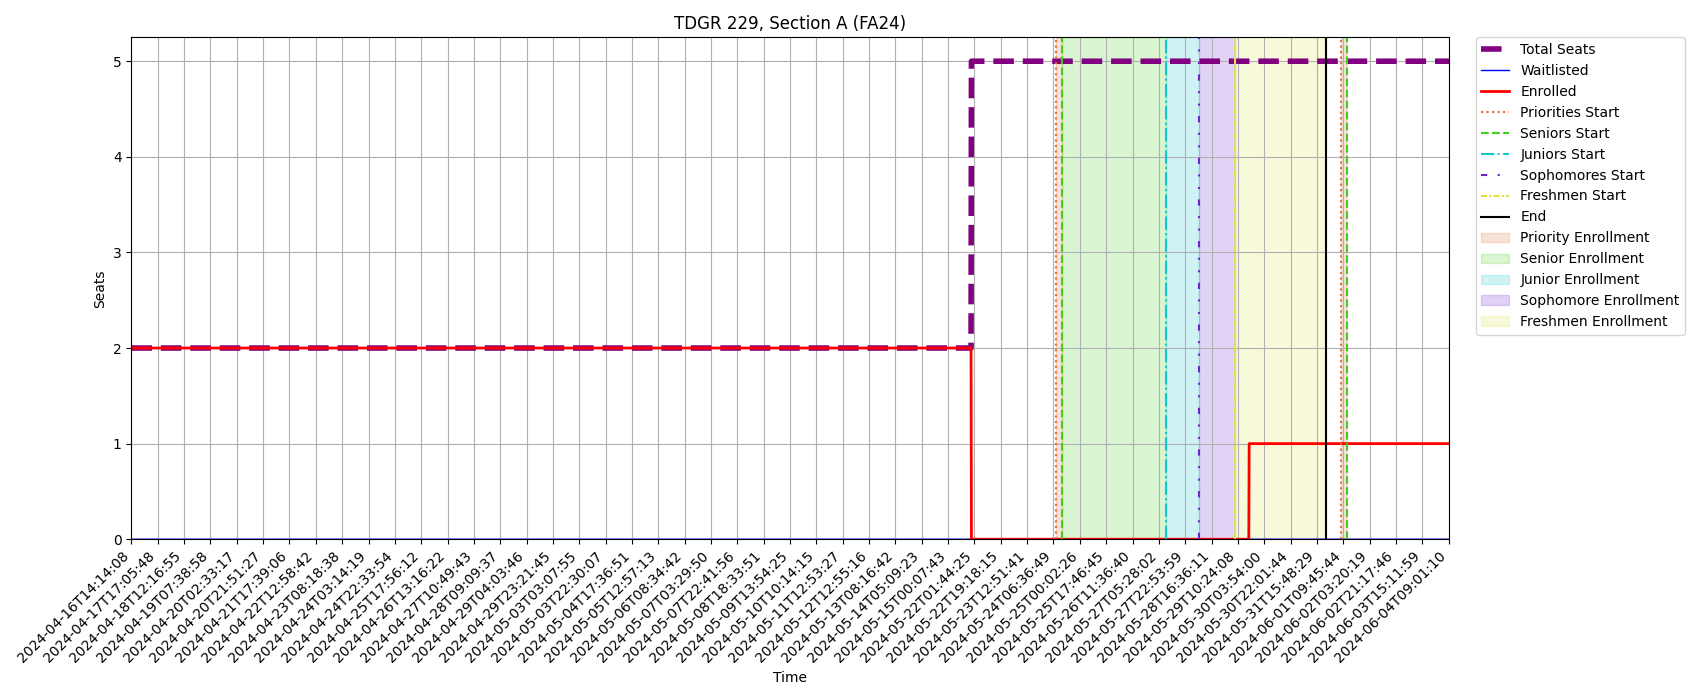 TDGR 229, Section A (FA24)
5
4
3
2
1
0
Seats
Total Seats
Waitlisted
Enrolled
Priorities Start
Seniors Start
Juniors Start
Sophomores Start
Freshmen Start
End
Priority Enrollment
Senior Enrollment
Junior Enrollment
Sophomore Enrollment
Freshmen Enrollment
2024-04-16T14:14:08
2024-04-17T17:05:48
2024-04-18T12:16:55
2024-04-19T07:38:58
2024-04-20T02:33:17
2024-04-20T21:51:27
2024-04-21T17:39:06
2024-04-22T12:58:42
2024-04-23T08:18:38
2024-04-24T03:14:19
2024-04-24T22:33:54
2024-04-25T17:56:12
2024-04-26T13:16:22
2024-04-27T10:49:43
2024-04-28T09:09:37
2024-04-29T04:03:46
2024-04-29T23:21:45
2024-05-03T03:07:55
2024-05-03T22:30:07
2024-05-04T17:36:51
2024-05-05T12:57:13
2024-05-06T08:34:42
2024-05-07T03:29:50
2024-05-07T22:41:56
2024-05-08T18:33:51
2024-05-09T13:54:25
2024-05-10T10:14:15
2024-05-11T12:53:27
2024-05-12T12:55:16
2024-05-13T08:16:42
2024-05-14T05:09:23
2024-05-15T00:07:43
2024-05-22T01:44:25
2024-05-22T19:18:15
2024-05-23T12:51:41
2024-05-24T06:36:49
2024-05-25T00:02:26
2024-05-25T17:46:45
2024-05-26T11:36:40
2024-05-27T05:28:02
2024-05-27T22:53:59
2024-05-28T16:36:11
2024-05-29T10:24:08
2024-05-30T03:54:00
2024-05-30T22:01:44
2024-05-31T15:48:29
2024-06-01T09:45:44
2024-06-02T03:20:19
2024-06-02T21:17:46
2024-06-03T15:11:59
2024-06-04T09:01:10
Time